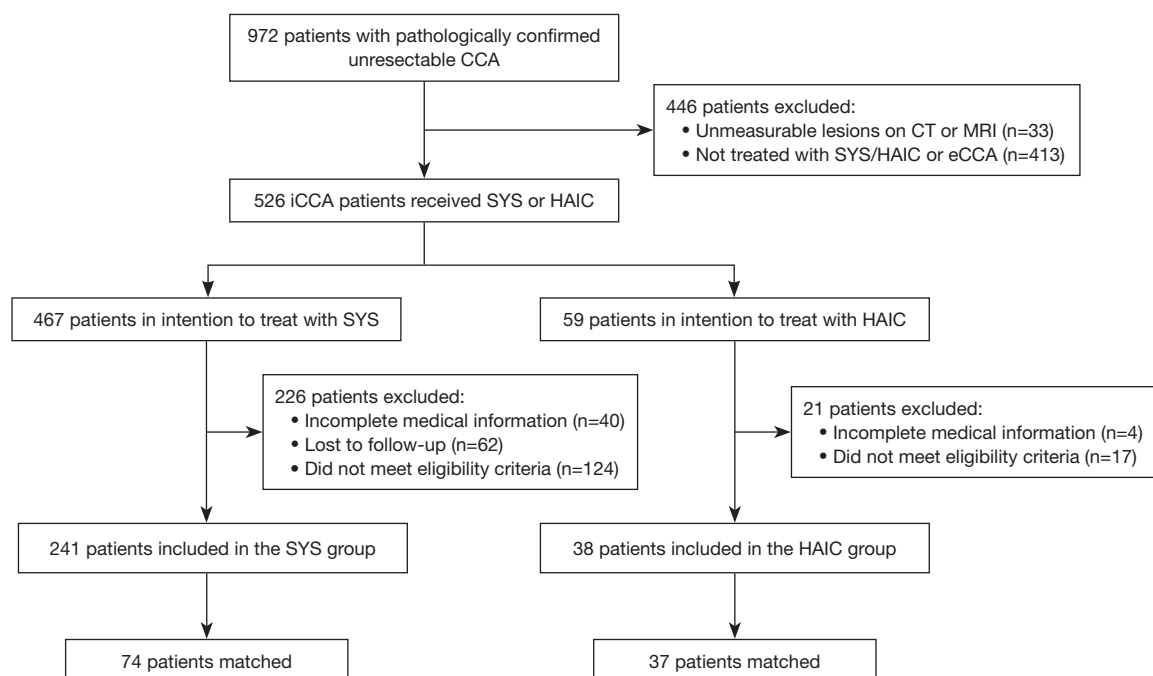 972 patients with pathologically confirmed
unresectable CCA
446 patients excluded:
• Unmeasurable lesions on CT or MRI (n=33)
• Not treated with SYS/HAIC or eCCA (n=413)
526 iCCA patients received SYS or HAIC
467 patients in intention to treat with SYS
59 patients in intention to treat with HAIC
226 patients excluded:
• Incomplete medical information (n=40)
• Lost to follow-up (n=62)
• Did not meet eligibility criteria (n=124)
21 patients excluded:
• Incomplete medical information (n=4)
• Did not meet eligibility criteria (n=17)
241 patients included in the SYS group
38 patients included in the HAIC group
74 patients matched
37 patients matched